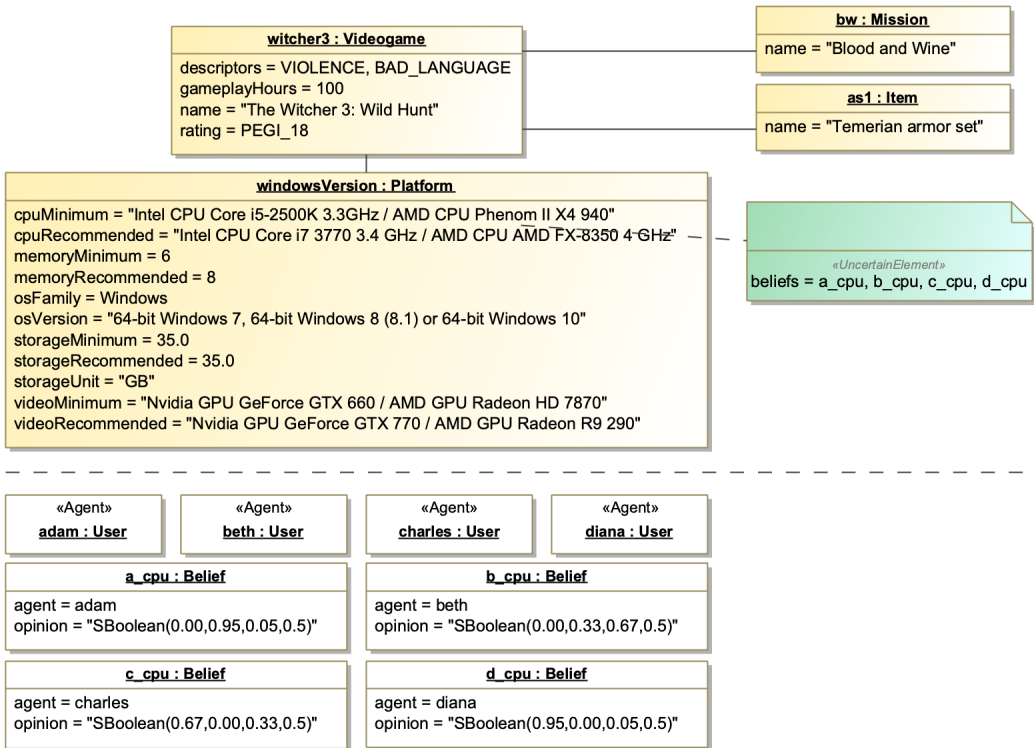 witcher3 : Videogame
descriptors = VIOLENCE, BAD_LANGUAGE
gameplayHours = 100
name = "The Witcher 3: Wild Hunt"
rating = PEGI_18
bw : Mission
name = "Blood and Wine"
as1 : Item
name = "Temerian armor set"
windowsVersion : Platform
cpuMinimum = "Intel CPU Core i5-2500K 3.3GHz / AMD CPU Phenom II X4 940"
cpuRecommended = "Intel CPU Core i7 3770 3.4 GHz / AMD CPU AMD FX-8350 4 GHz"
memoryMinimum = 6
memoryRecommended = 8
osFamily = Windows
osVersion = "64-bit Windows 7, 64-bit Windows 8 (8.1) or 64-bit Windows 10"
storageMinimum = 35.0
storageRecommended = 35.0
storageUnit = "GB"
videoMinimum = "Nvidia GPU GeForce GTX 660 / AMD GPU Radeon HD 7870"
videoRecommended = "Nvidia GPU GeForce GTX 770 / AMD GPU Radeon R9 290"
«UncertainElement»
beliefs = a_cpu, b_cpu, c_cpu, d_cpu
«Agent»
adam : User
«Agent»
beth : User
«Agent»
charles : User
«Agent»
diana : User
a_cpu : Belief
agent = adam
opinion = "SBoolean(0.00,0.95,0.05,0.5)"
b_cpu : Belief
agent = beth
opinion = "SBoolean(0.00,0.33,0.67,0.5)"
c_cpu : Belief
agent = charles
opinion = "SBoolean(0.67,0.00,0.33,0.5)"
d_cpu : Belief
agent = diana
opinion = "SBoolean(0.95,0.00,0.05,0.5)"